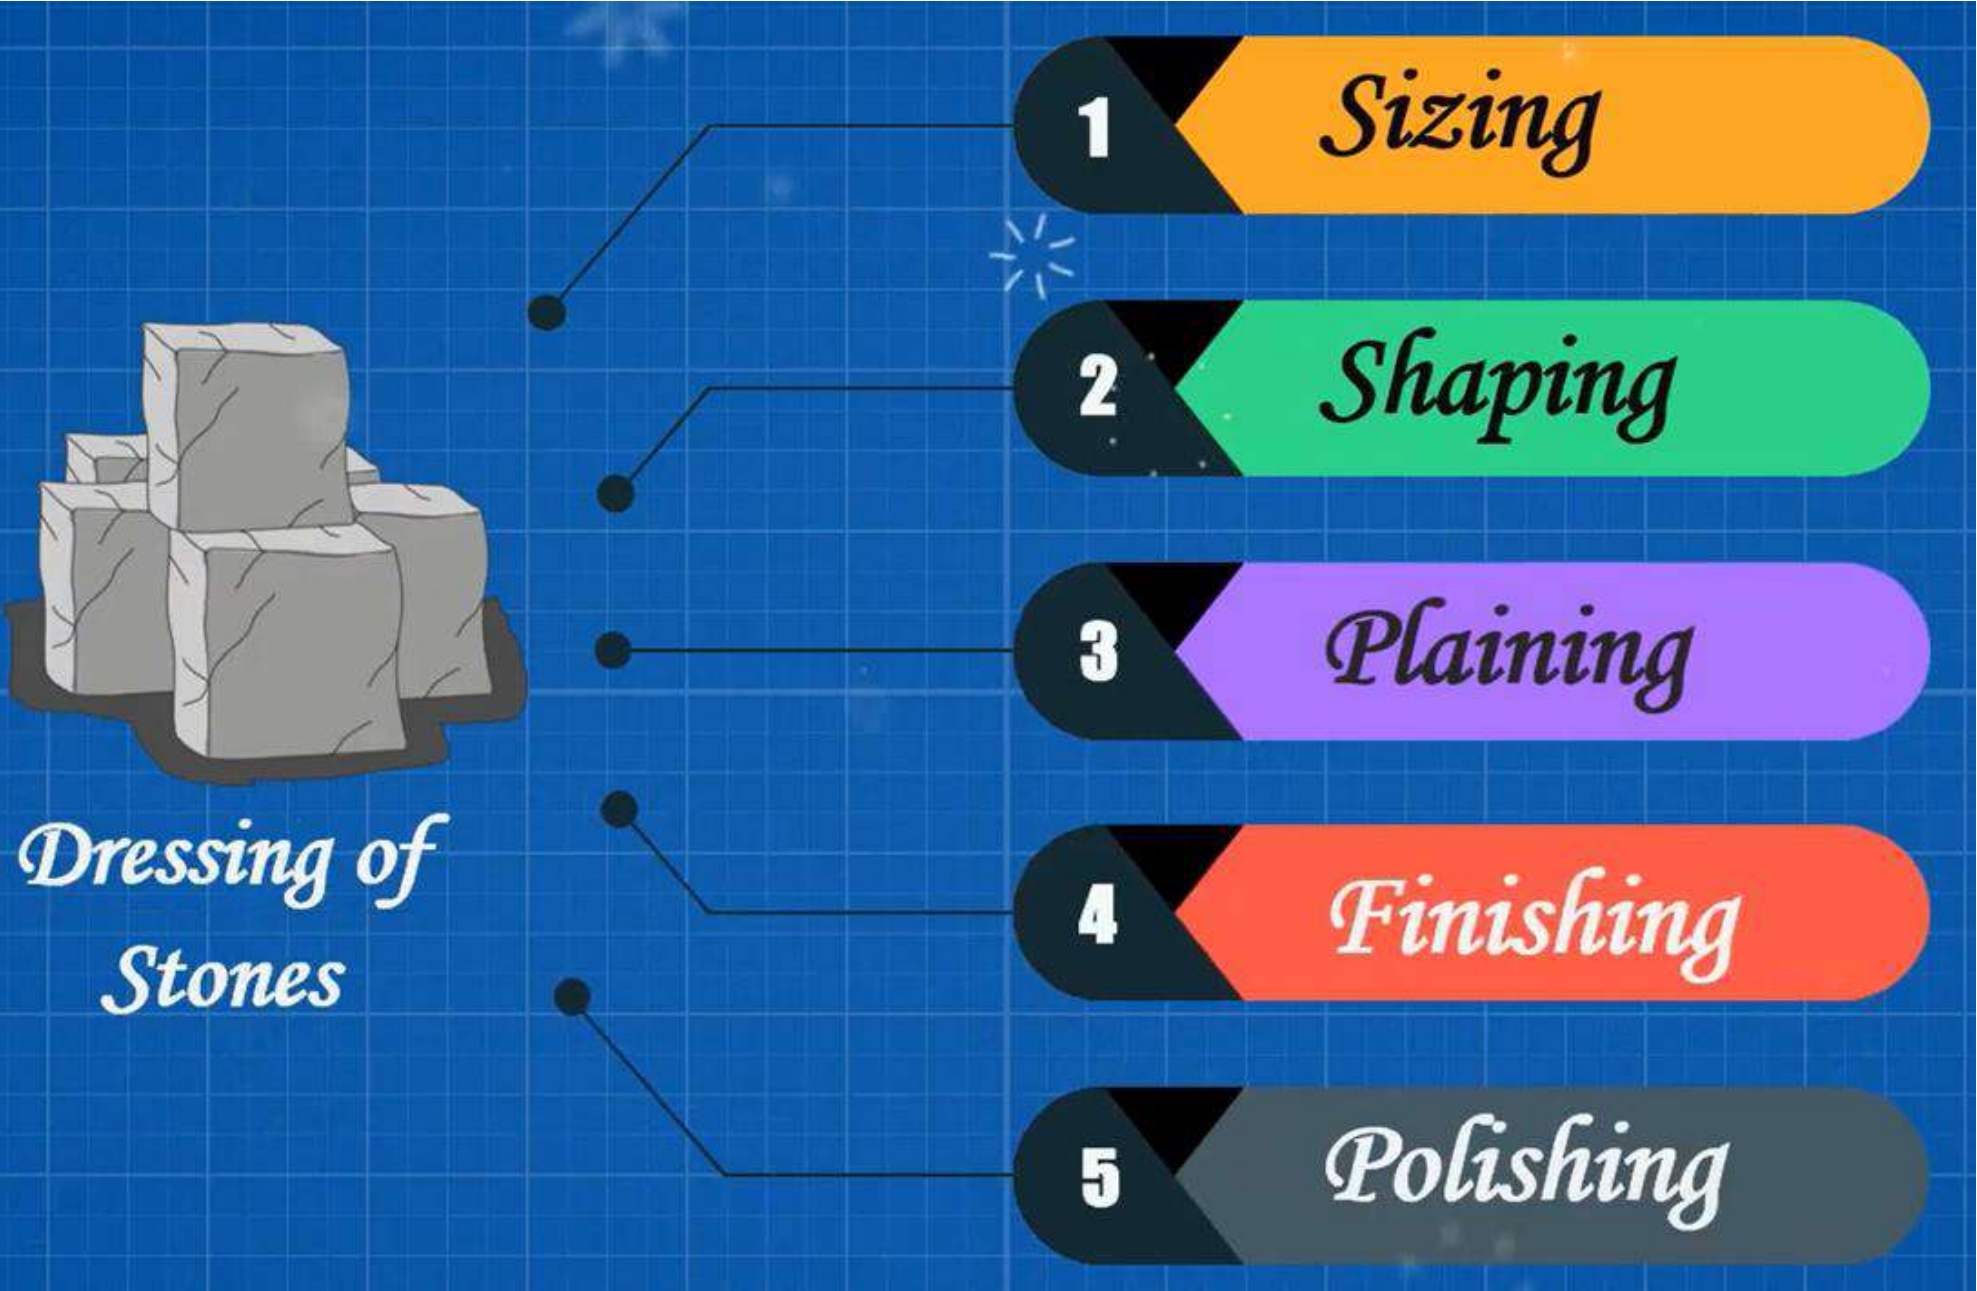 Dressing of
Stones
1 Sizing
2 Shaping
3 Plaining
4 Finishing
5 Polishing